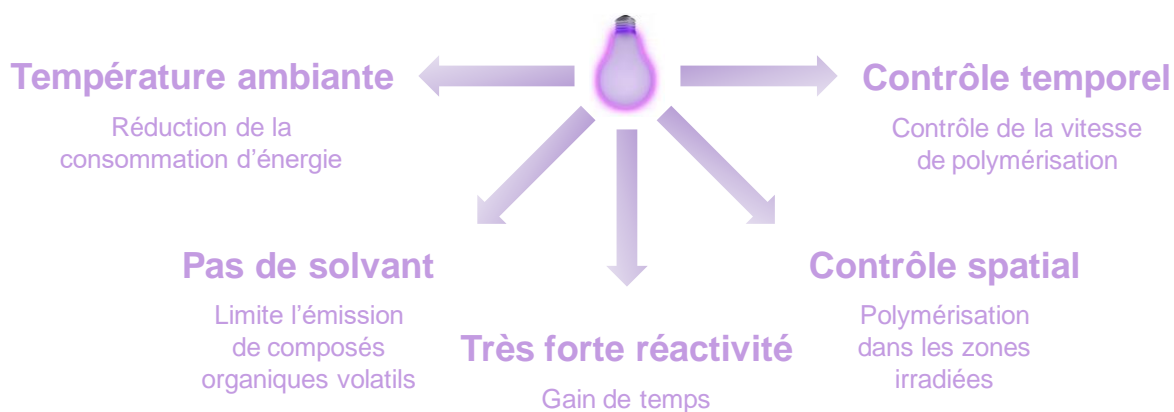 Température ambiante
Réduction de la
consommation d’énergie
Contrôle temporel
Contrôle de la vitesse
de polymérisation
Pas de solvant
Limite l’émission
de composés
organiques volatils
Très forte réactivité
Gain de temps
Contrôle spatial
Polymérisation
dans les zones
irradiées